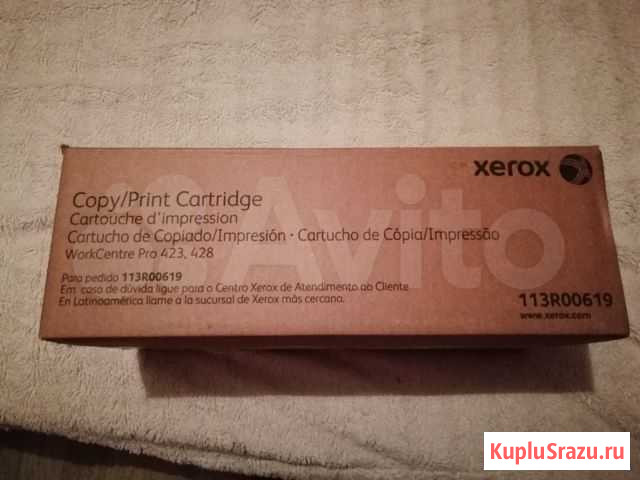 xerox
Copy/Print Cartridge
Cartouche d'impression
Cartucho de Copiado/Impresión · Cartucho de Cópia/Impressão
WorkCentre Pro 423, 428
Para pedido 113R00619
Em caso de dúvida ligue para o Centro Xerox de Atendimento ao Cliente
En Latinoamérica llame a la sucursal de Xerox más cercana.
113R00619
www.xerox.com
Avito
KupluSrazu.ru